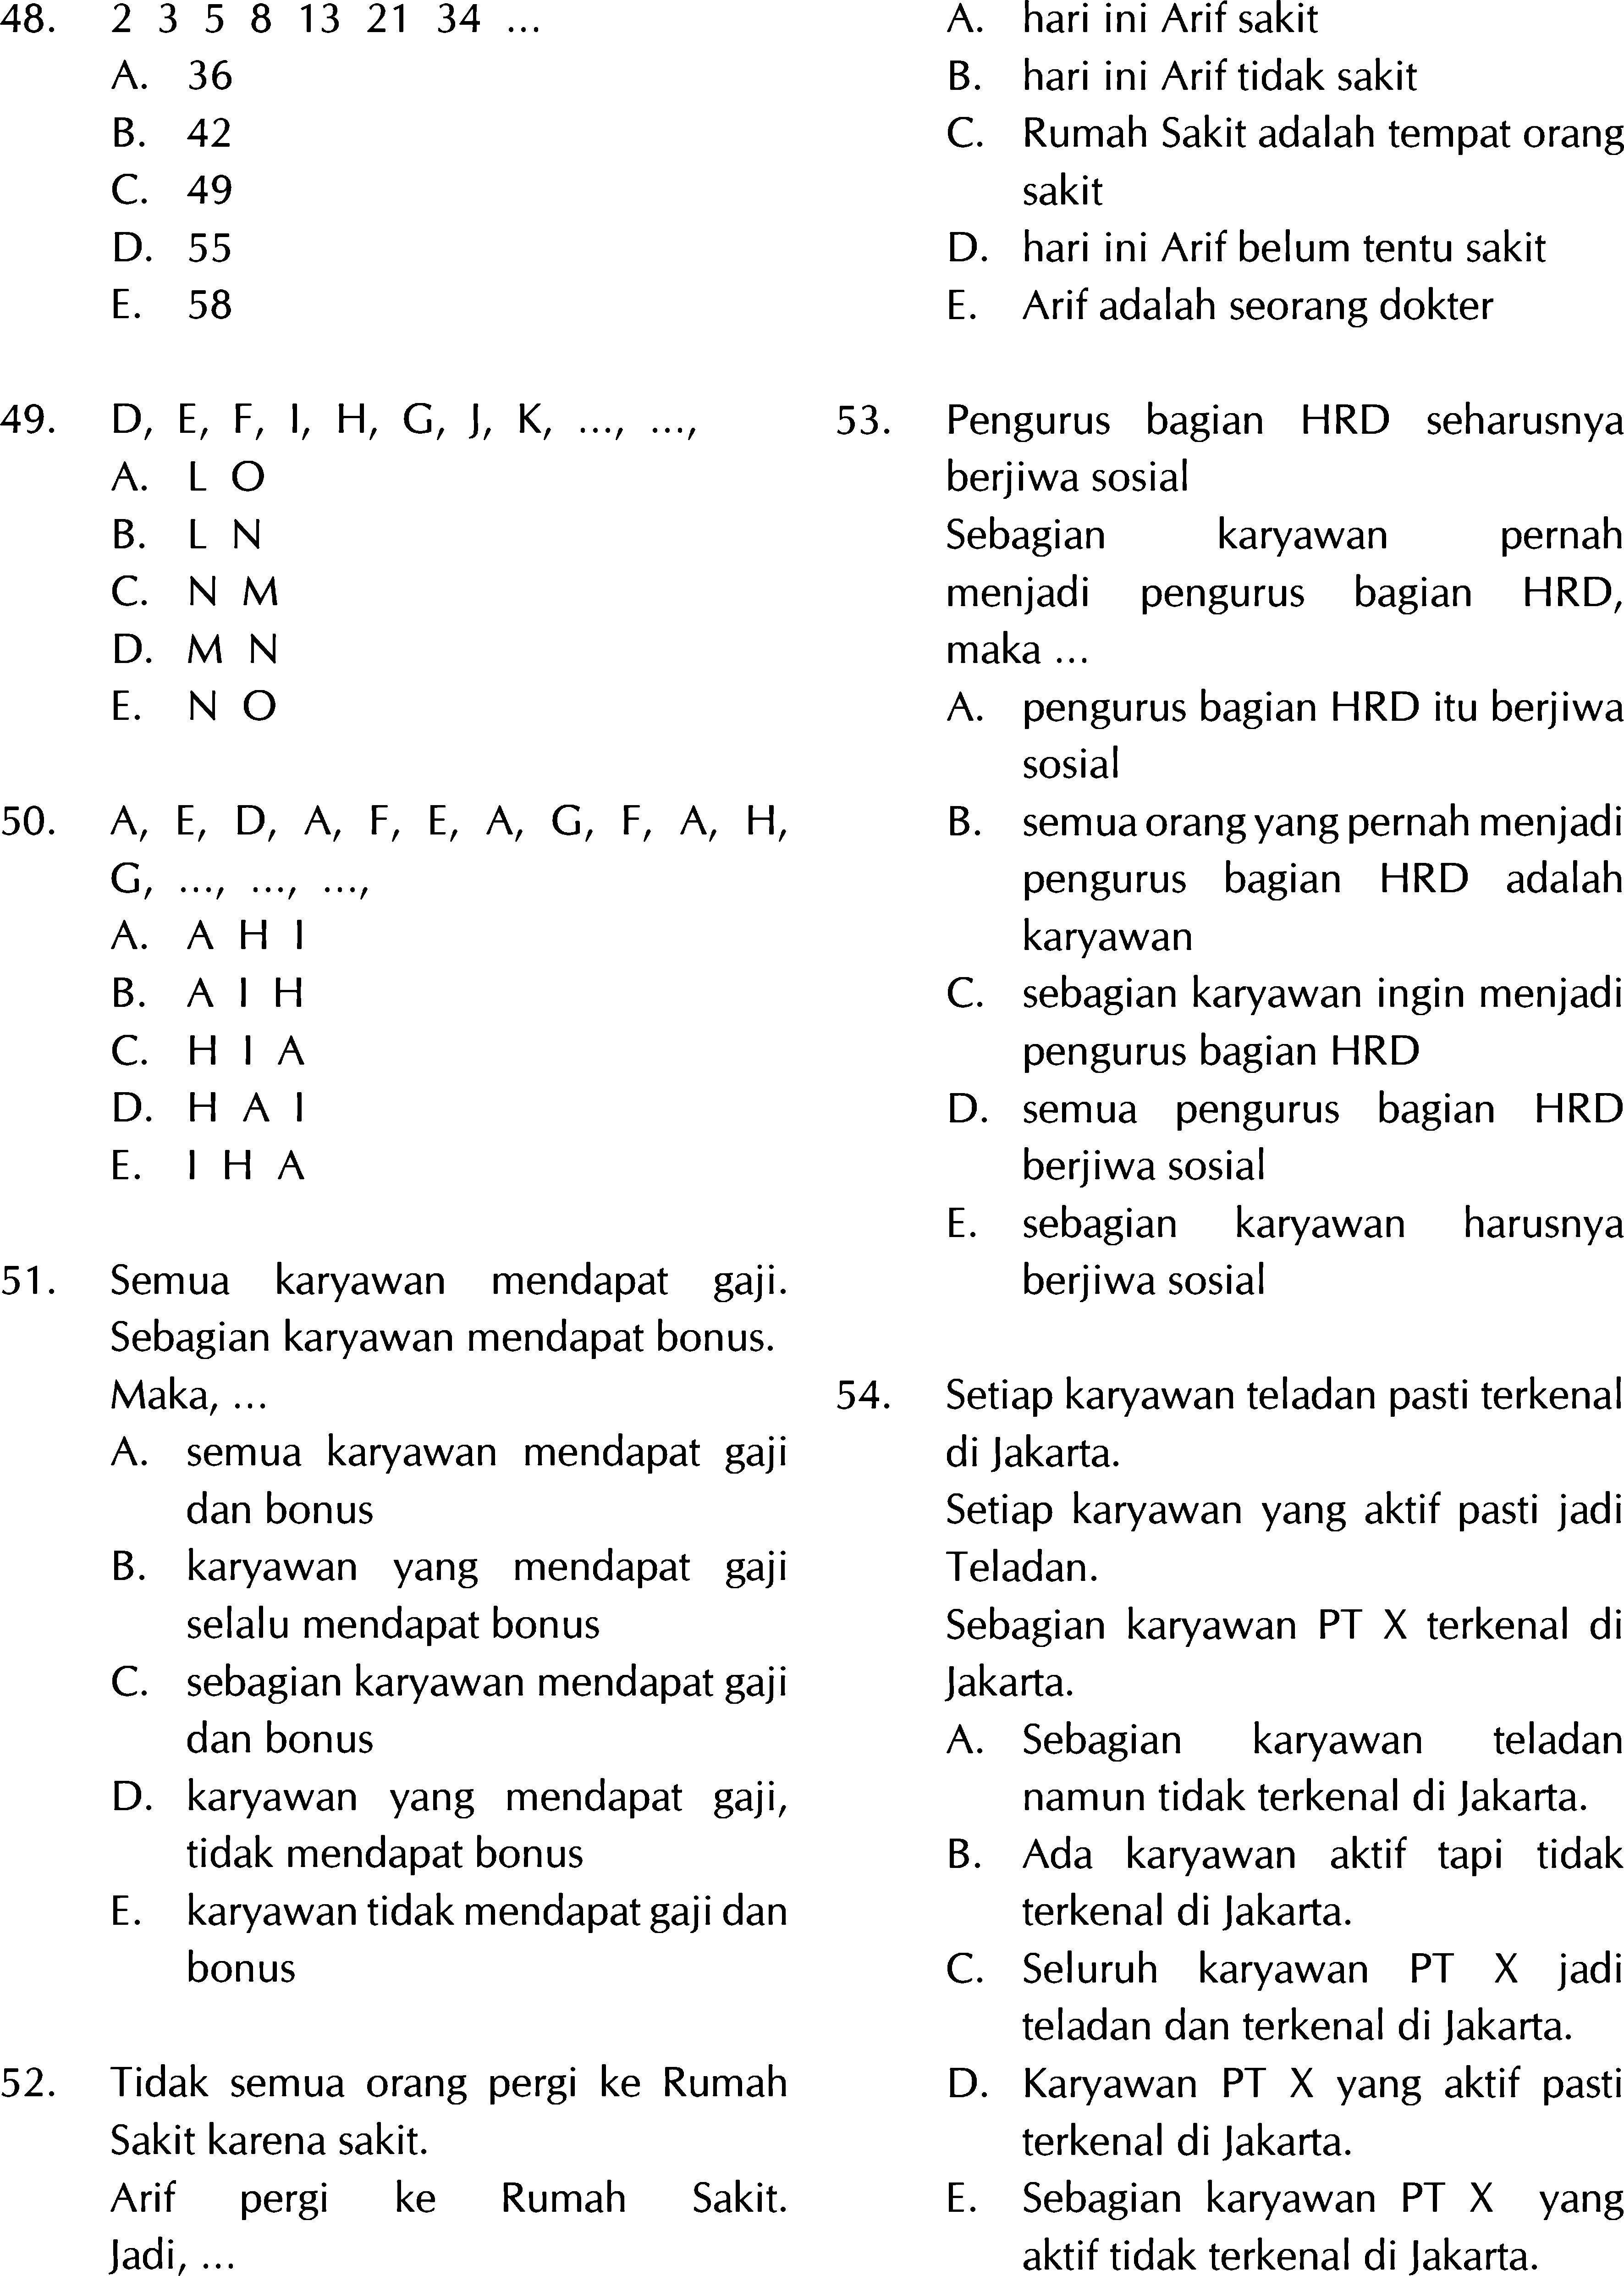 48. 2 3 5 8 13 21 34 ...
A. 36
B. 42
C. 49
D. 55
E. 58
49. D, E, F, I, H, G, J, K, ..., ...,
A. L O
B. L N
C. N M
D. M N
E. N O
50. A, E, D, A, F, E, A, G, F, A, H,
G, ..., ..., ...,
A. A H I
B. A I H
C. H I A
D. H A I
E. I H A
51. Semua karyawan mendapat gaji.
Sebagian karyawan mendapat bonus.
Maka, ...
A. semua karyawan mendapat gaji
dan bonus
B. karyawan yang mendapat gaji
selalu mendapat bonus
C. sebagian karyawan mendapat gaji
dan bonus
D. karyawan yang mendapat gaji,
tidak mendapat bonus
E. karyawan tidak mendapat gaji dan
bonus
52. Tidak semua orang pergi ke Rumah
Sakit karena sakit.
Arif pergi ke Rumah Sakit.
Jadi, ...
A. hari ini Arif sakit
B. hari ini Arif tidak sakit
C. Rumah Sakit adalah tempat orang
sakit
D. hari ini Arif belum tentu sakit
E. Arif adalah seorang dokter
53. Pengurus bagian HRD seharusnya
berjiwa sosial
Sebagian karyawan pernah
menjadi pengurus bagian HRD,
maka ...
A. pengurus bagian HRD itu berjiwa
sosial
B. semua orang yang pernah menjadi
pengurus bagian HRD adalah
karyawan
C. sebagian karyawan ingin menjadi
pengurus bagian HRD
D. semua pengurus bagian HRD
berjiwa sosial
E. sebagian karyawan harusnya
berjiwa sosial
54. Setiap karyawan teladan pasti terkenal
di Jakarta.
Setiap karyawan yang aktif pasti jadi
Teladan.
Sebagian karyawan PT X terkenal di
Jakarta.
A. Sebagian karyawan teladan
namun tidak terkenal di Jakarta.
B. Ada karyawan aktif tapi tidak
terkenal di Jakarta.
C. Seluruh karyawan PT X jadi
teladan dan terkenal di Jakarta.
D. Karyawan PT X yang aktif pasti
terkenal di Jakarta.
E. Sebagian karyawan PT X yang
aktif tidak terkenal di Jakarta.